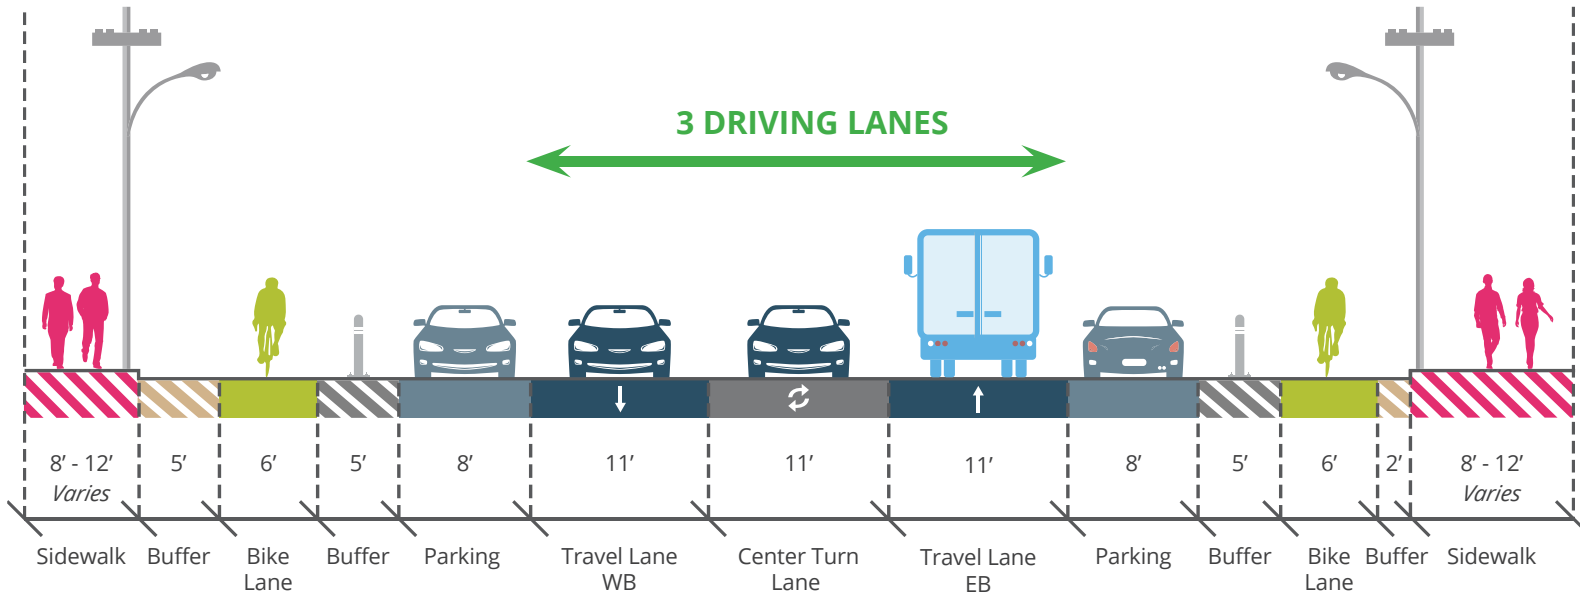 3 DRIVING LANES
8’ - 12’ 5’ 6’ 5’ 8’ 11’ 11’ 11’ 8’ 5’ 6’ 2’ 8’ - 12’
Varies Varies
Sidewalk Buffer Bike Buffer Parking Travel Lane Center Turn Travel Lane Parking Buffer Bike Buffer Sidewalk
Lane WB Lane EB Lane